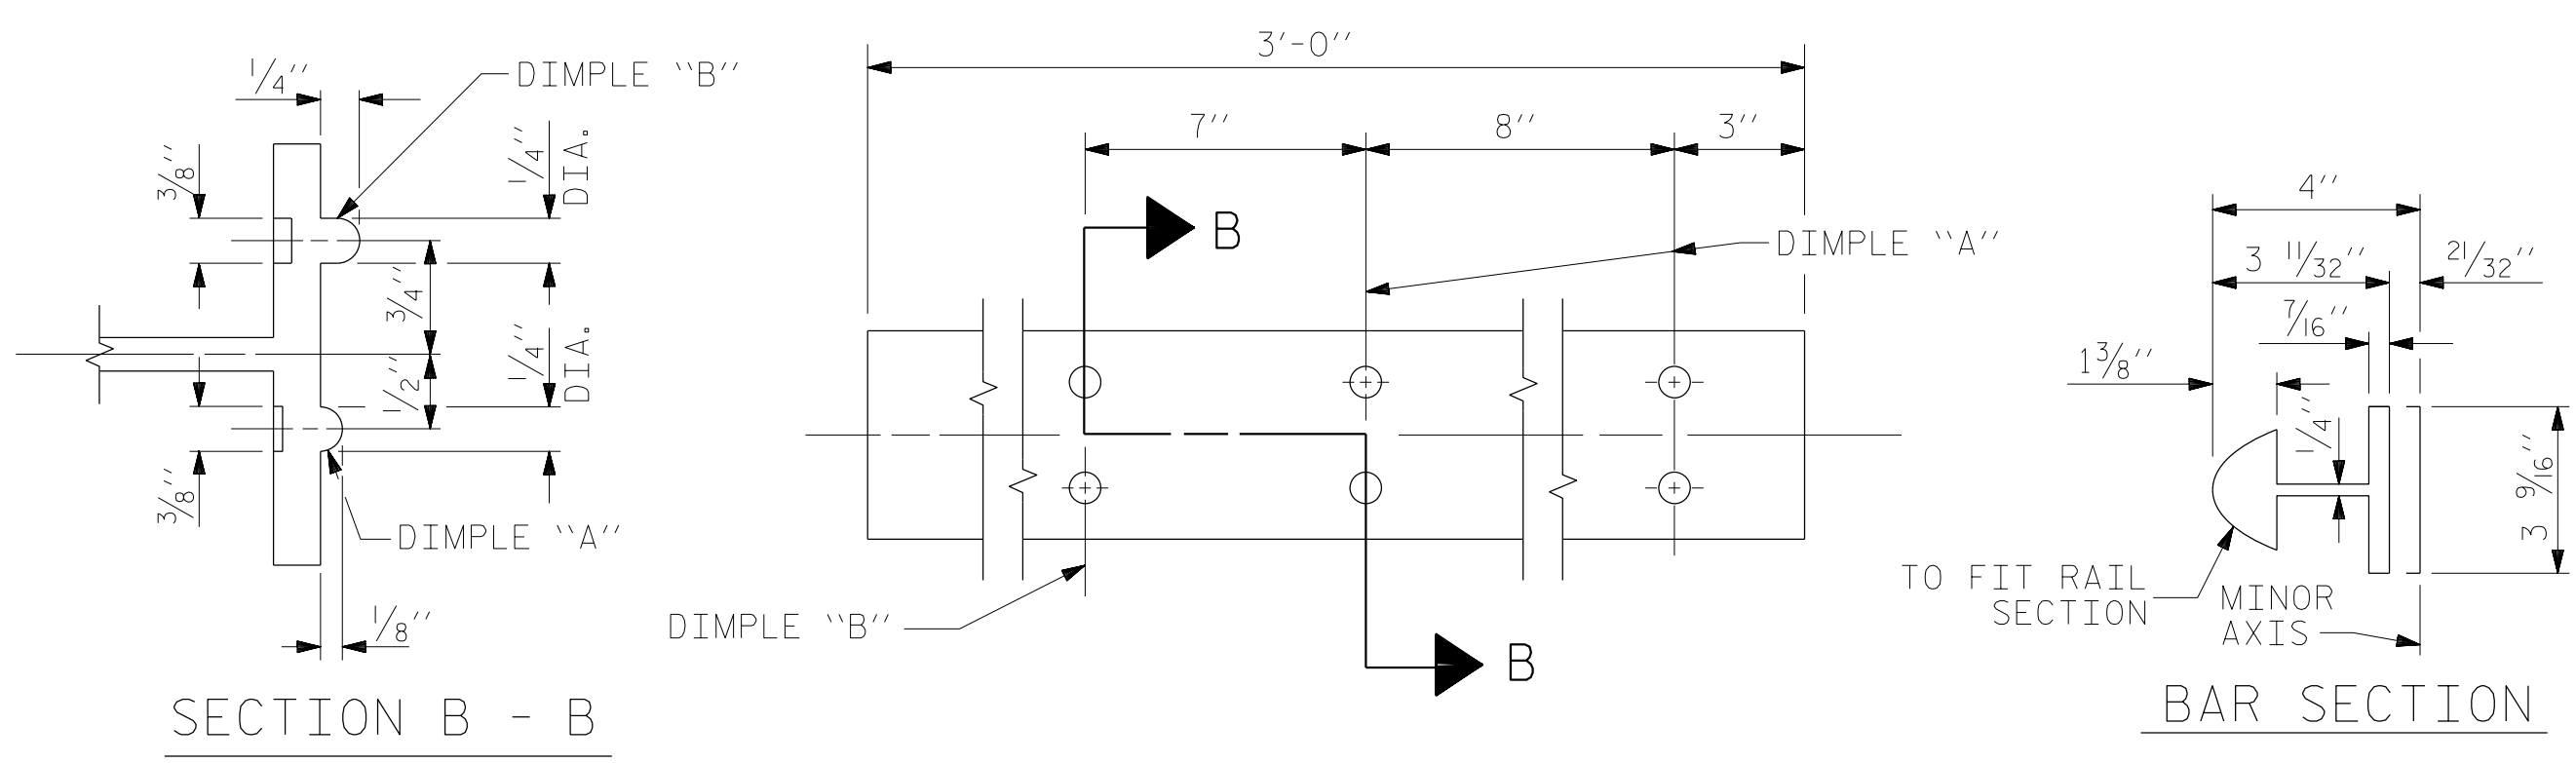 1/4"
DIMPLE "B"
3/8"
1/4" DIA.
3/4"
1/2"
1/4" DIA.
3/8"
DIMPLE "A"
1/8"
SECTION B - B
3'-0"
7"
8"
3"
B
DIMPLE "A"
DIMPLE "B"
B
4"
3 11/32"
21/32"
7/16"
1 3/8"
1/4"
3 9/16"
TO FIT RAIL
SECTION
MINOR
AXIS
BAR SECTION